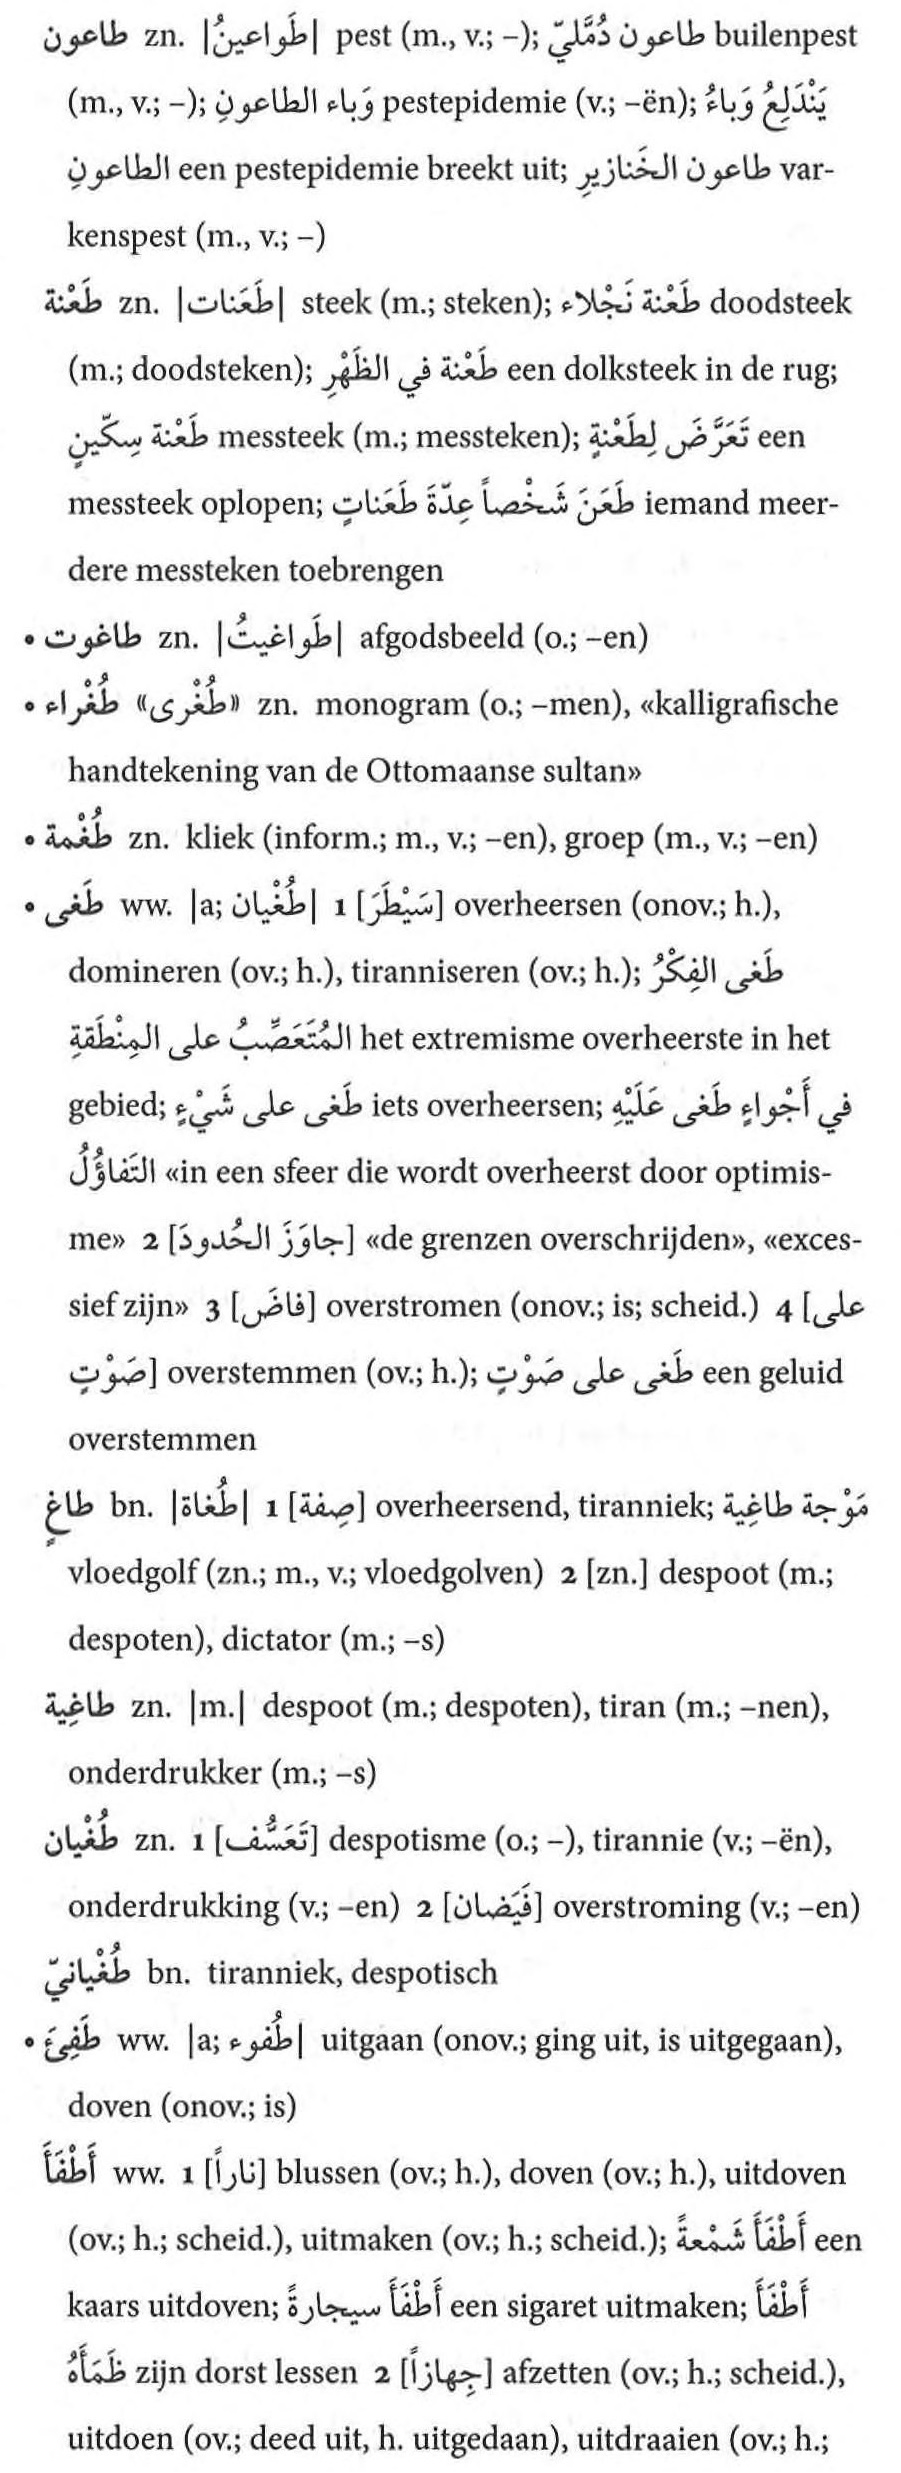 طاعون zn. |طَواعينُ| pest (m., v.; –); طاعون دُمَّليّ builenpest
(m., v.; –); وَباء الطاعونِ pestepidemie (v.; –ën); يَنْدَلِعُ وَباءُ
الطاعونِ een pestepidemie breekt uit; طاعون الخَنازيرِ var-
kenspest (m., v.; –)
طَعْنة zn. |طَعَنات| steek (m.; steken); طَعْنة نَجْلاء doodsteek
(m.; doodsteken); طَعْنة في الظَهْرِ een dolksteek in de rug;
طَعْنة سِكّينٍ messteek (m.; messteken); تَعَرَّضَ لِطَعْنةٍ een
messteek oplopen; طَعَنَ شَخْصاً عِدّةَ طَعَناتٍ iemand meer-
dere messteken toebrengen
• طاغوت zn. |طَواغيتُ| afgodsbeeld (o.; –en)
• طُغْراء «طُغْرى» zn. monogram (o.; –men), «kalligrafische
handtekening van de Ottomaanse sultan»
• طُغْمة zn. kliek (inform.; m., v.; –en), groep (m., v.; –en)
• طَغى ww. |a; طُغْيان| 1 [سَيْطَرَ] overheersen (onov.; h.),
domineren (ov.; h.), tiranniseren (ov.; h.); طَغى الفِكْرُ
المُتَعَصِّبُ على المِنْطَقةِ het extremisme overheerste in het
gebied; طَغى على شَيْءٍ iets overheersen; في أَجْواءٍ طَغى عَلَيْهِ
التَفاؤُلُ «in een sfeer die wordt overheerst door optimis-
me» 2 [جاوَزَ الحُدودَ] «de grenzen overschrijden», «exces-
sief zijn» 3 [فاضَ] overstromen (onov.; is; scheid.) 4 [على
صَوْتٍ] overstemmen (ov.; h.); طَغى على صَوْتٍ een geluid
overstemmen
طاغٍ bn. |طُغاة| 1 [صِفة] overheersend, tiranniek; مَوْجة طاغِية
vloedgolf (zn.; m., v.; vloedgolven) 2 [zn.] despoot (m.;
despoten), dictator (m.; –s)
طاغِية zn. |m.| despoot (m.; despoten), tiran (m.; –nen),
onderdrukker (m.; –s)
طُغْيان zn. 1 [تَعَسُّف] despotisme (o.; –), tirannie (v.; –ën),
onderdrukking (v.; –en) 2 [فَيَضان] overstroming (v.; –en)
طُغْيانيّ bn. tiranniek, despotisch
• طَفِئَ ww. |a; طُفوء| uitgaan (onov.; ging uit, is uitgegaan),
doven (onov.; is)
أَطْفَأَ ww. 1 [ناراً] blussen (ov.; h.), doven (ov.; h.), uitdoven
(ov.; h.; scheid.), uitmaken (ov.; h.; scheid.); أَطْفَأَ شَمْعةً een
kaars uitdoven; أَطْفَأَ سيجارةً een sigaret uitmaken; أَطْفَأَ
ظَمَأَهُ zijn dorst lessen 2 [جِهازاً] afzetten (ov.; h.; scheid.),
uitdoen (ov.; deed uit, h. uitgedaan), uitdraaien (ov.; h.;